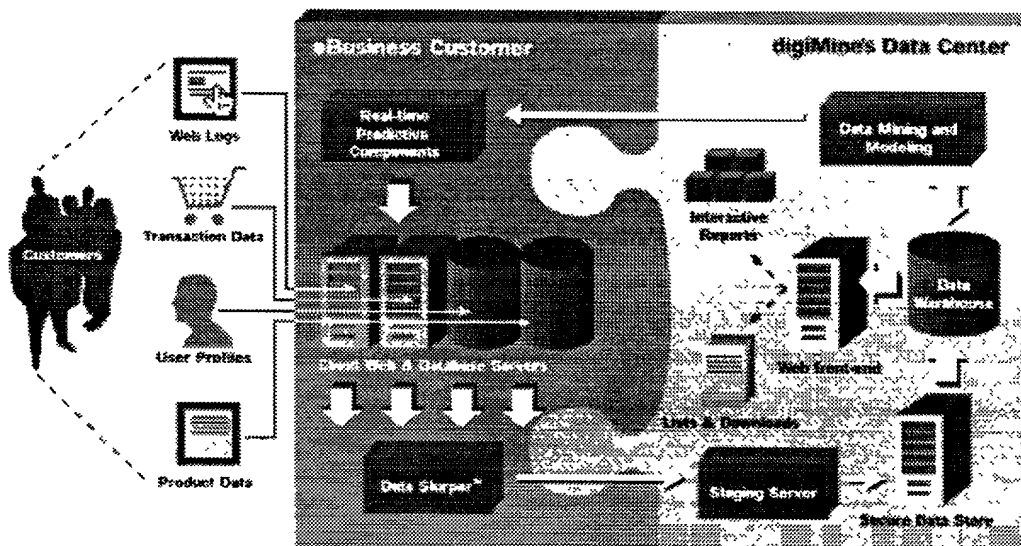 eBusiness Customer
digiMine's Data Center
Web Logs
Real-time
Predictive
Components
Data Mining and
Modeling
Interactive
Reports
Transaction Data
Customers
Data
Warehouse
User Profiles
Client Web & Database Servers
Web front-end
Lists & Downloads
Product Data
Data Slurper™
Staging Server
Secure Data Store